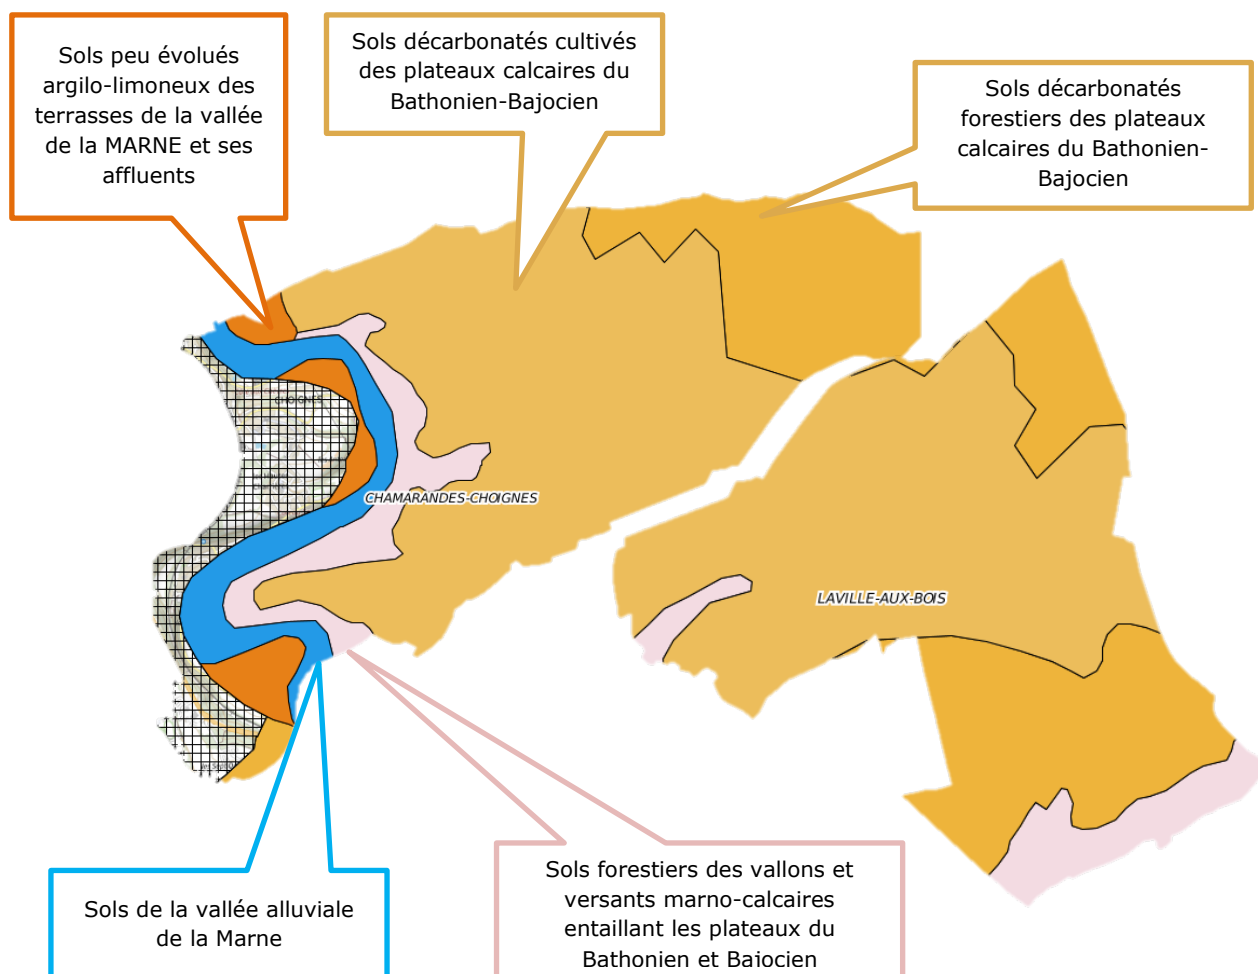 Sols peu évolués
argilo-limoneux des
terrasses de la vallée
de la MARNE et ses
affluents
Sols décarbonatés cultivés
des plateaux calcaires du
Bathonien-Bajocien
Sols décarbonatés
forestiers des plateaux
calcaires du Bathonien-
Bajocien
CHOIGNES
CHAMARANDES-CHOIGNES
LAVILLE-AUX-BOIS
Sols de la vallée alluviale
de la Marne
Sols forestiers des vallons et
versants marno-calcaires
entaillant les plateaux du
Bathonien et Bajocien